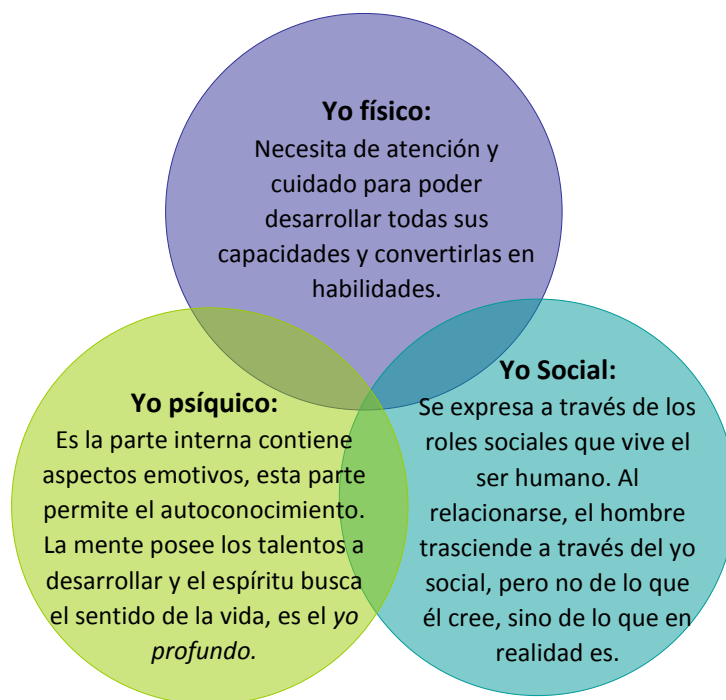 Yo físico:
Necesita de atención y
cuidado para poder
desarrollar todas sus
capacidades y convertirlas en
habilidades.
Yo psíquico:
Es la parte interna contiene
aspectos emotivos, esta parte
permite el autoconocimiento.
La mente posee los talentos a
desarrollar y el espíritu busca
el sentido de la vida, es el yo
profundo.
Yo Social:
Se expresa a través de los
roles sociales que vive el
ser humano. Al
relacionarse, el hombre
trasciende a través del yo
social, pero no de lo que
él cree, sino de lo que en
realidad es.